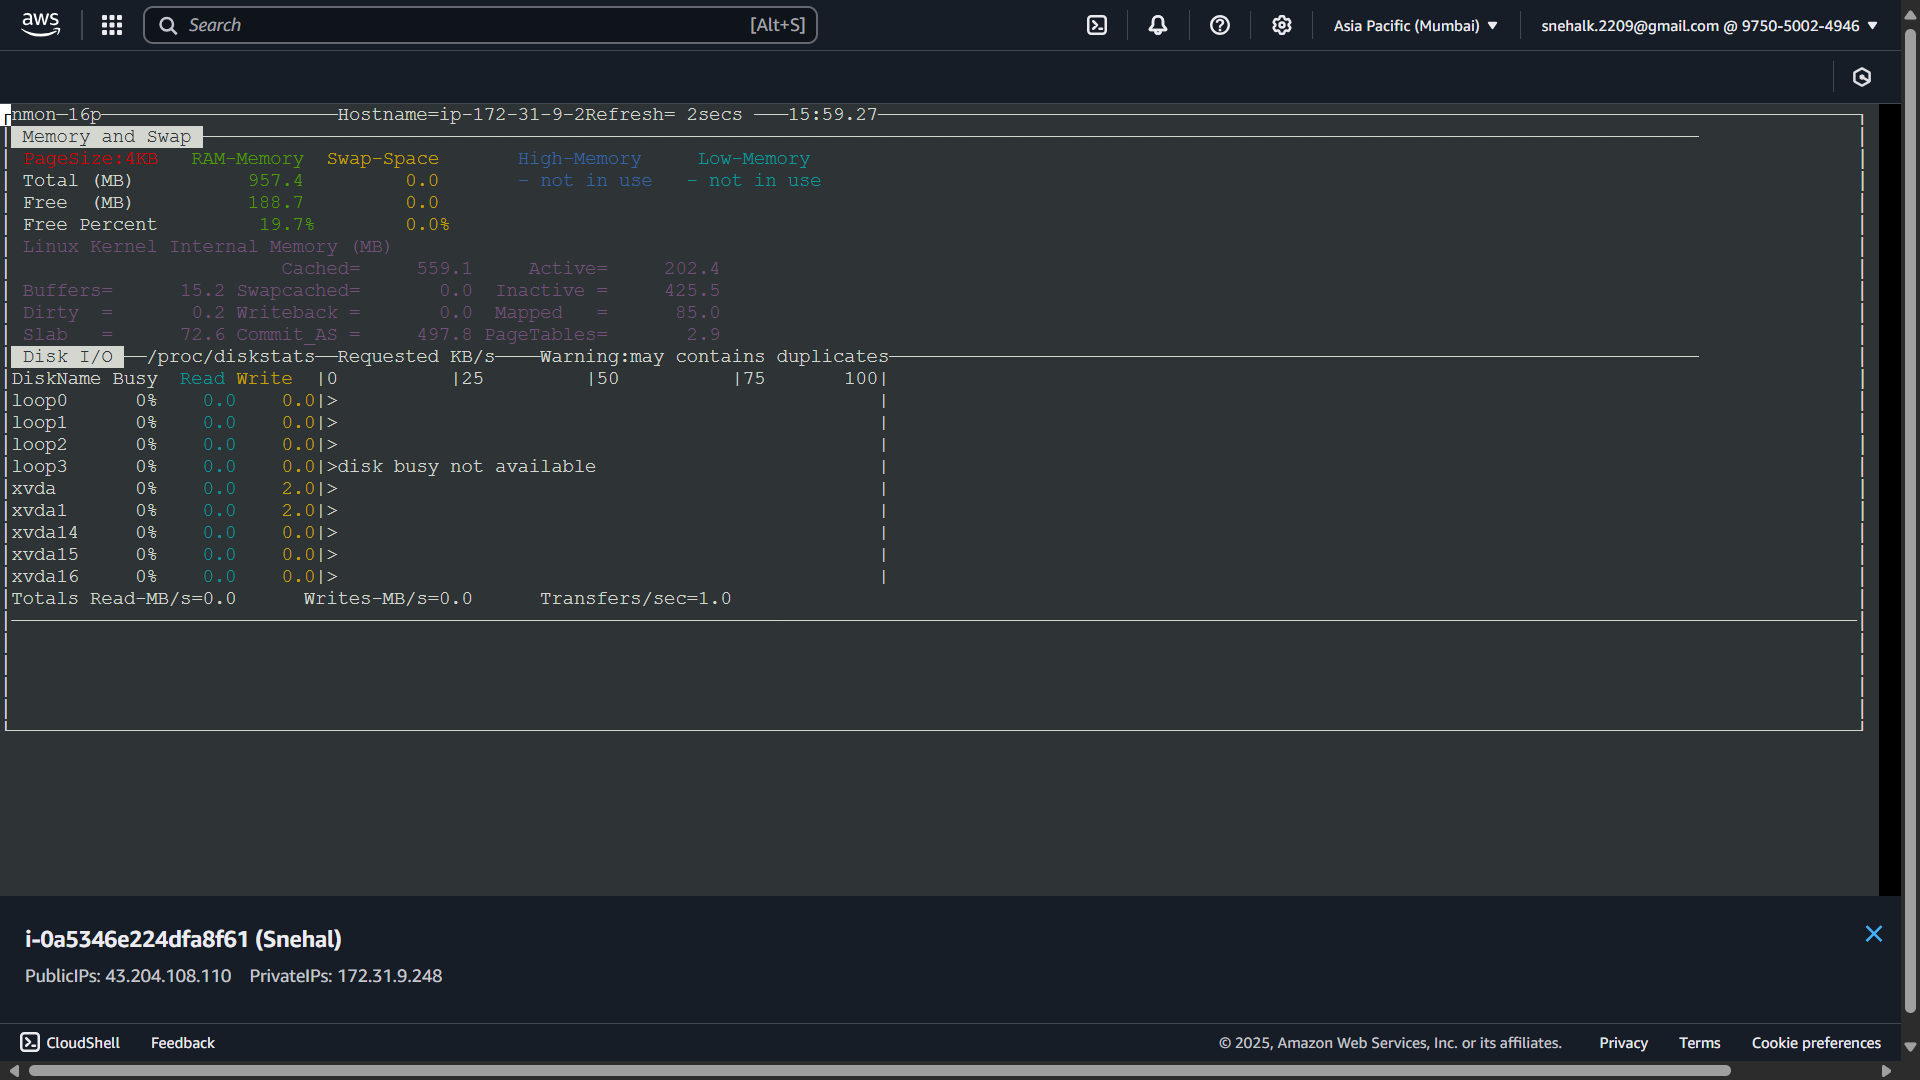 aws Search [Alt+S] Asia Pacific (Mumbai) snehalk.2209@gmail.com @ 9750-5002-4946
nmon-16p Hostname=ip-172-31-9-2Refresh= 2secs 15:59.27
Memory and Swap
PageSize:4KB RAM-Memory Swap-Space High-Memory Low-Memory
Total (MB) 957.4 0.0 - not in use - not in use
Free (MB) 188.7 0.0
Free Percent 19.7% 0.0%
Linux Kernel Internal Memory (MB)
Cached= 559.1 Active= 202.4
Buffers= 15.2 Swapcached= 0.0 Inactive = 425.5
Dirty = 0.2 Writeback = 0.0 Mapped = 85.0
Slab = 72.6 Commit_AS = 497.8 PageTables= 2.9
Disk I/O /proc/diskstats Requested KB/s Warning:may contains duplicates
DiskName Busy Read Write |0 |25 |50 |75 100|
loop0 0% 0.0 0.0|> |
loop1 0% 0.0 0.0|> |
loop2 0% 0.0 0.0|> |
loop3 0% 0.0 0.0|>disk busy not available |
xvda 0% 0.0 2.0|> |
xvda1 0% 0.0 2.0|> |
xvda14 0% 0.0 0.0|> |
xvda15 0% 0.0 0.0|> |
xvda16 0% 0.0 0.0|> |
Totals Read-MB/s=0.0 Writes-MB/s=0.0 Transfers/sec=1.0
i-0a5346e224dfa8f61 (Snehal)
PublicIPs: 43.204.108.110 PrivateIPs: 172.31.9.248
CloudShell Feedback © 2025, Amazon Web Services, Inc. or its affiliates. Privacy Terms Cookie preferences